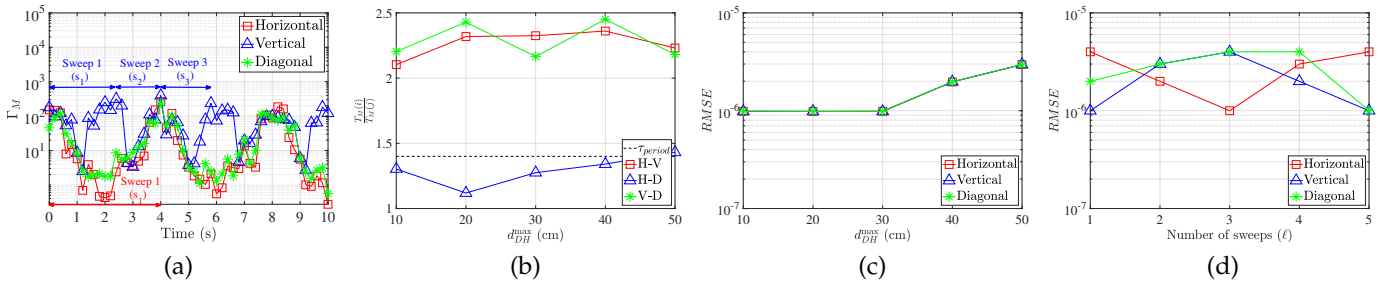 10^5
10^4
10^3
10^2
10^1
Γ_M
Horizontal
Vertical
Diagonal
Sweep 1
(s_1)
Sweep 2
(s_2)
Sweep 3
(s_3)
Sweep 1
(s_1)
0 1 2 3 4 5 6 7 8 9 10
Time (s)
(a)
2.5
2
1.5
1
T_M(i)
T_M(j)
τ_period
H-V
H-D
V-D
10 20 30 40 50
d_DH^max (cm)
(b)
10^-5
10^-6
10^-7
RMSE
Horizontal
Vertical
Diagonal
10 20 30 40 50
d_DH^max (cm)
(c)
10^-5
10^-6
10^-7
RMSE
Horizontal
Vertical
Diagonal
1 2 3 4 5
Number of sweeps (ℓ)
(d)